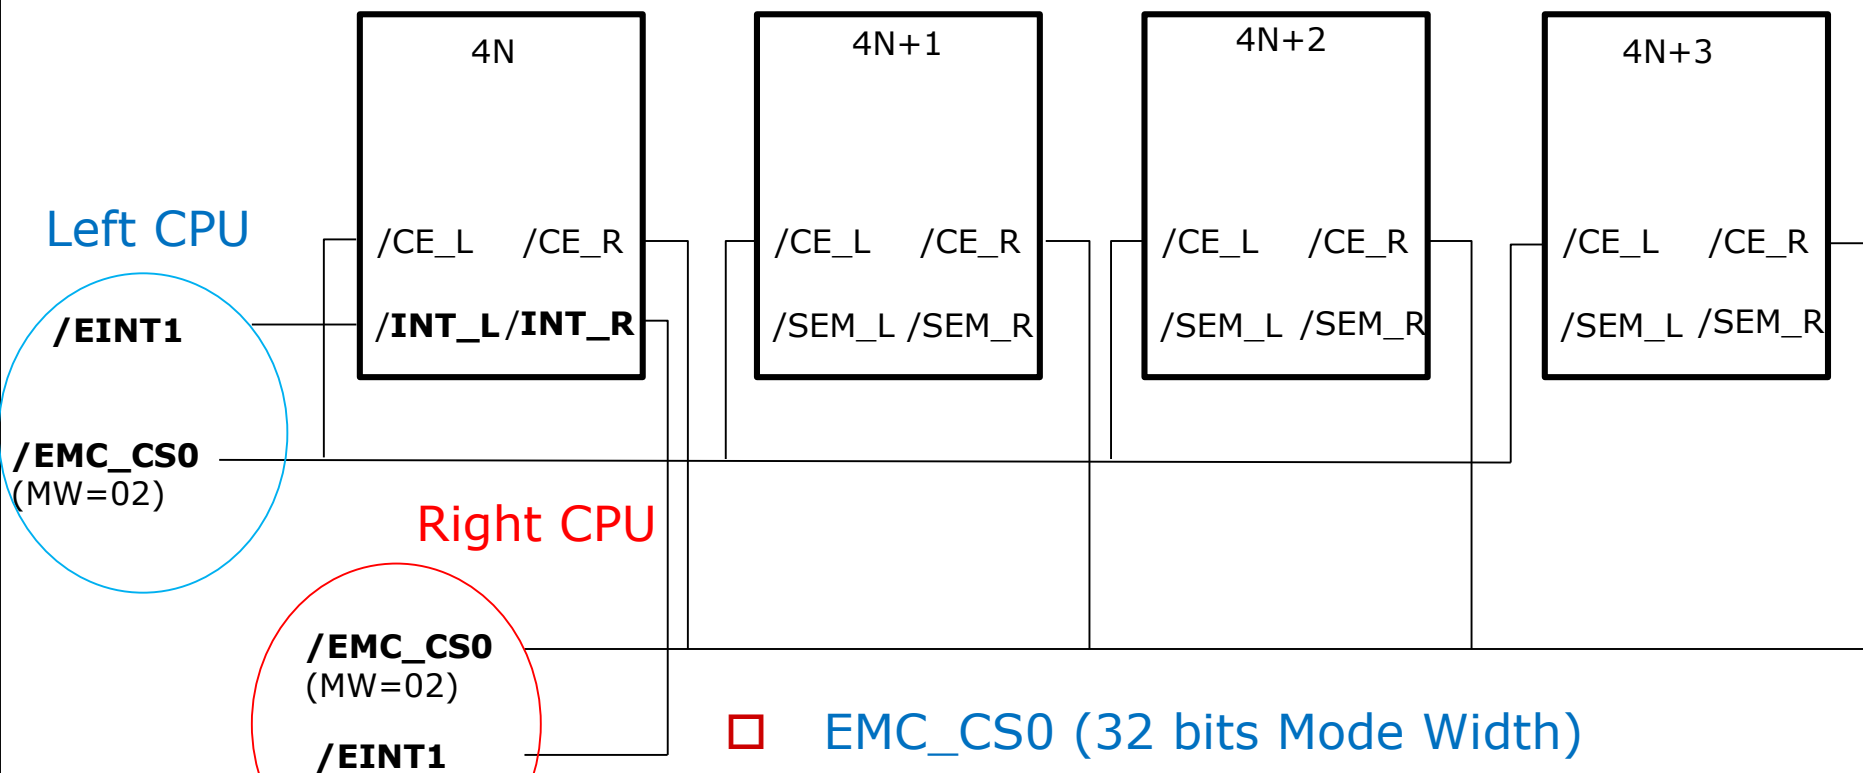 4N
4N+1
4N+2
4N+3
Left CPU
/CE_L /CE_R
/CE_L /CE_R
/CE_L /CE_R
/CE_L /CE_R
/EINT1
/INT_L /INT_R
/SEM_L /SEM_R
/SEM_L /SEM_R
/SEM_L /SEM_R
/EMC_CS0
(MW=02)
Right CPU
/EMC_CS0
(MW=02)
/EINT1
EMC_CS0 (32 bits Mode Width)